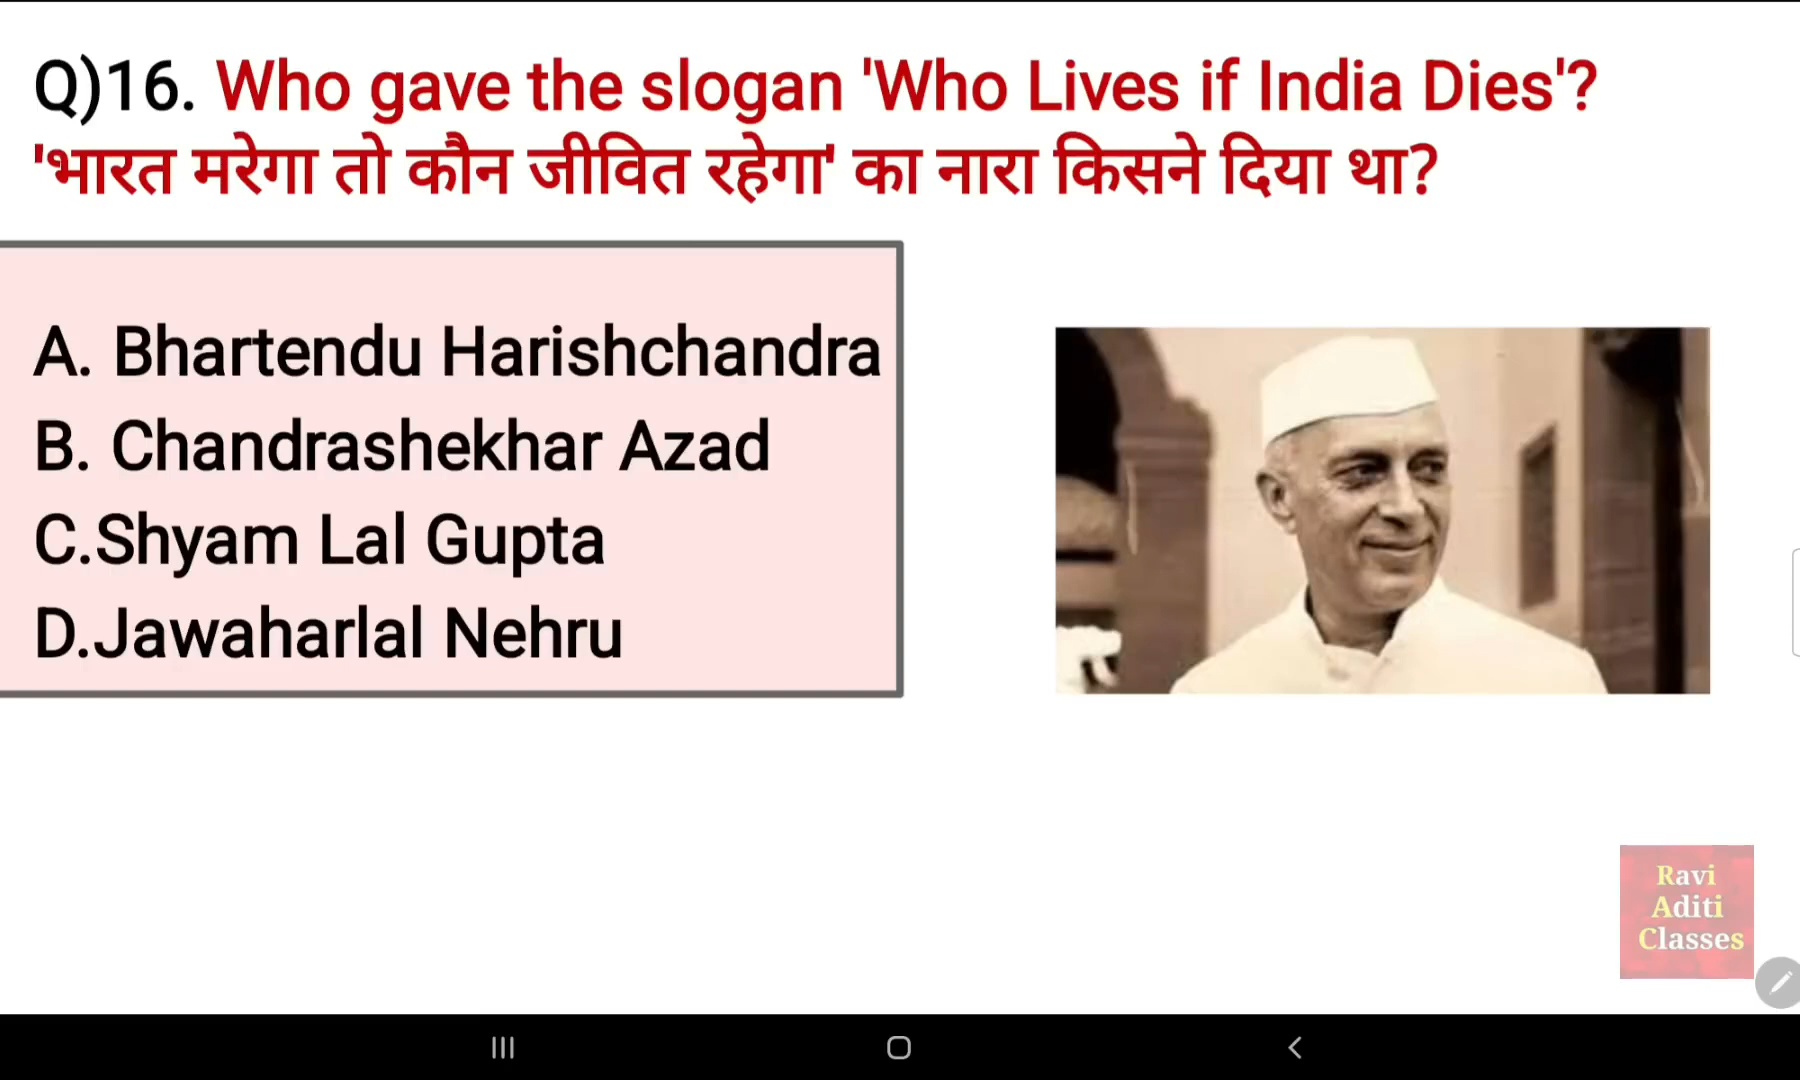 Q)16. Who gave the slogan 'Who Lives if India Dies'?
'भारत मरेगा तो कौन जीवित रहेगा' का नारा किसने दिया था?
A. Bhartendu Harishchandra
B. Chandrashekhar Azad
C.Shyam Lal Gupta
D.Jawaharlal Nehru
Ravi
Aditi
Classes